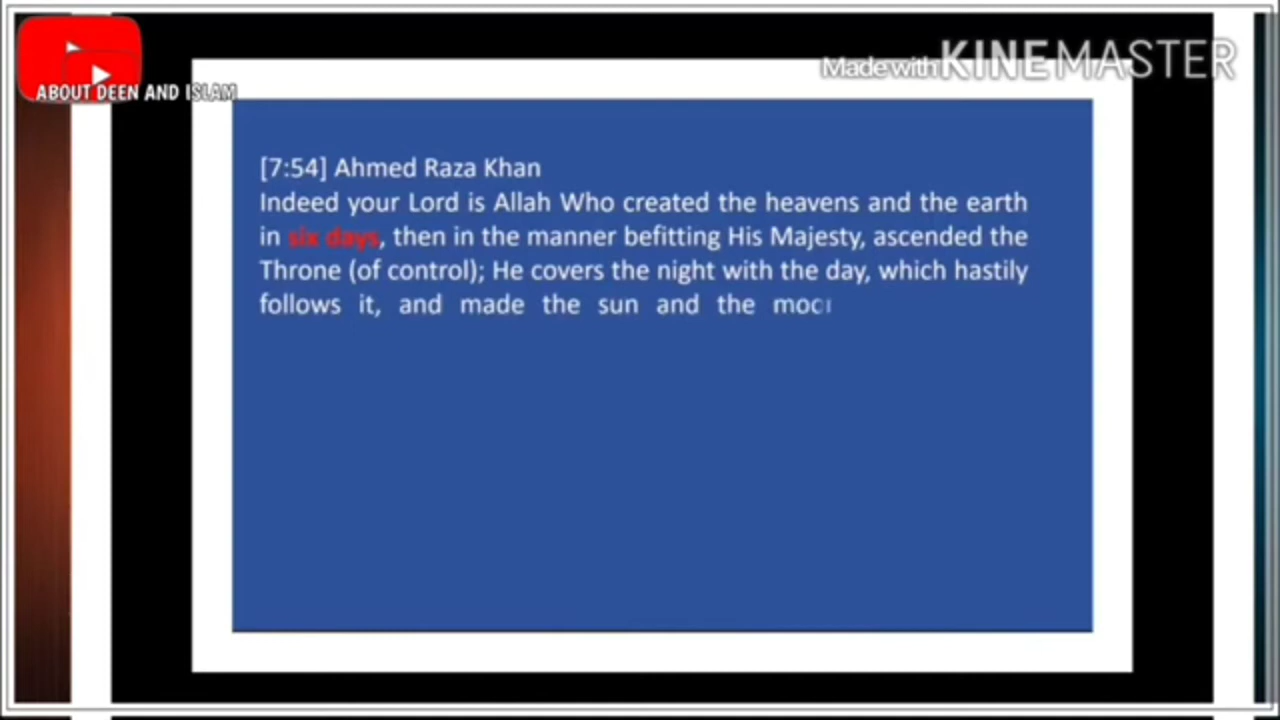 Made with KINEMASTER
ABOUT DEEN AND ISLAM
[7:54] Ahmed Raza Khan
Indeed your Lord is Allah Who created the heavens and the earth
in six days, then in the manner befitting His Majesty, ascended the
Throne (of control); He covers the night with the day, which hastily
follows it, and made the sun and the